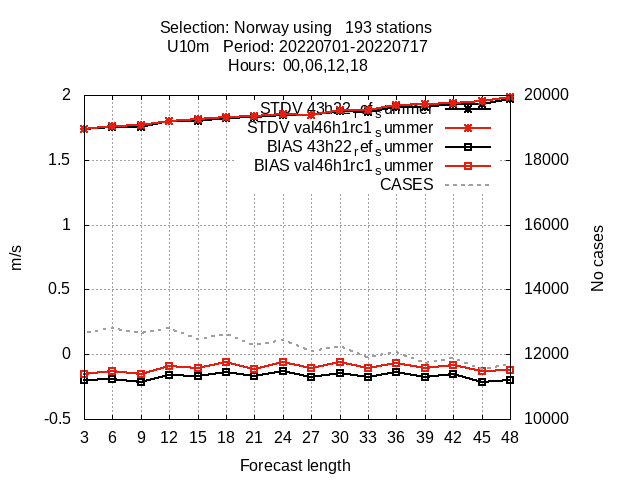 Selection: Norway using   193 stations
U10m   Period: 20220701-20220717
Hours: 00,06,12,18
2 20000
STDV 43h22_ref_summer
STDV val46h1rc1_summer
1.5 BIAS 43h22_ref_summer 18000
BIAS val46h1rc1_summer
CASES
1 16000
m/s No cases
0.5 14000
0 12000
-0.5 10000
3 6 9 12 15 18 21 24 27 30 33 36 39 42 45 48
Forecast length